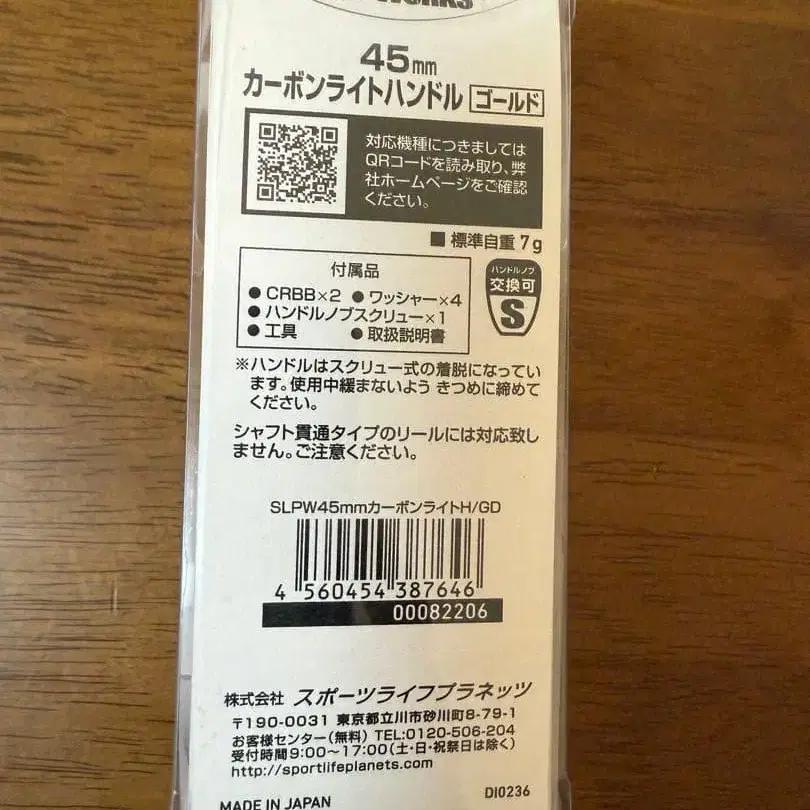 WORKS
45mm
カーボンライトハンドル ゴールド
対応機種につきましては
QRコードを読み取り、弊
社ホームページをご確認
ください。
■ 標準自重7g
付属品
● CRBB×2 ● ワッシャー×4
● ハンドルノブスクリュー×1
● 工具 ● 取扱説明書
ハンドルノブ
交換可
S
※ハンドルはスクリュー式の着脱になってい
ます。使用中緩まないよう きつめに締めて
ください。
シャフト貫通タイプのリールには対応致し
ません。ご注意ください。
SLPW45mmカーボンライトH/GD
4 560454 387646
00082206
株式会社 スポーツライフプラネッツ
〒190-0031 東京都立川市砂川町8-79-1
お客様センター(無料) TEL:0120-506-204
受付時間9:00〜17:00(土・日・祝祭日は除く)
http://sportlifeplanets.com
MADE IN JAPAN DI0236